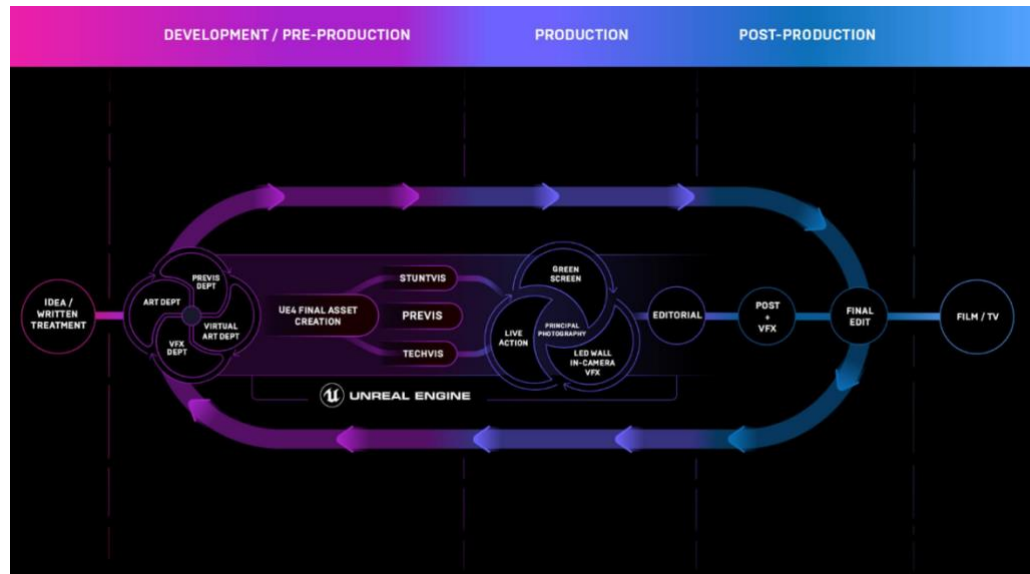 DEVELOPMENT / PRE-PRODUCTION
PRODUCTION
POST-PRODUCTION
IDEA /
WRITTEN
TREATMENT
PREVIS
DEPT
ART DEPT
VIRTUAL
ART DEPT
VFX
DEPT
UE4 FINAL ASSET
CREATION
STUNTVIS
PREVIS
TECHVIS
GREEN
SCREEN
LIVE
ACTION
PRINCIPAL
PHOTOGRAPHY
LED WALL
IN-CAMERA
VFX
EDITORIAL
POST
+
VFX
FINAL
EDIT
FILM / TV
UNREAL ENGINE